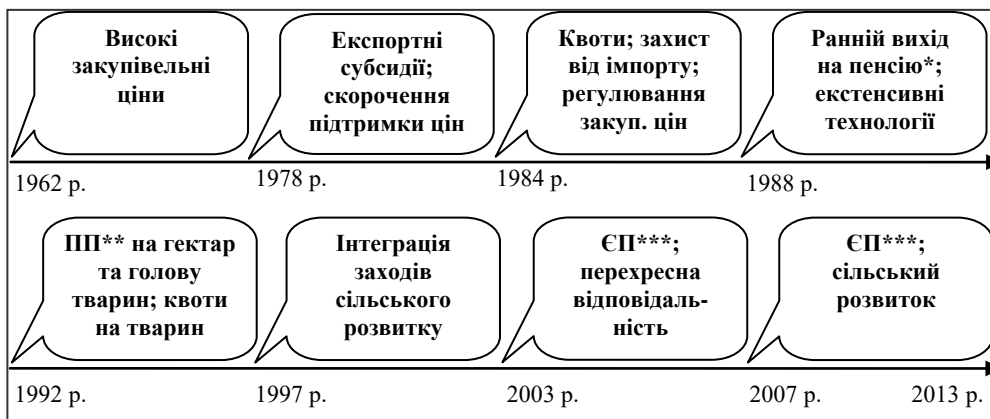 Високі
закупівельні
ціни
Експортні
субсидії;
скорочення
підтримки цін
Квоти; захист
від імпорту;
регулювання
закуп. цін
Ранній вихід
на пенсію*;
екстенсивні
технології
1962 р.
1978 р.
1984 р.
1988 р.
ПП** на гектар
та голову
тварин; квоти
на тварин
Інтеграція
заходів
сільського
розвитку
ЄП***;
перехресна
відповідаль-
ність
ЄП***;
сільський
розвиток
1992 р.
1997 р.
2003 р.
2007 р.
2013 р.